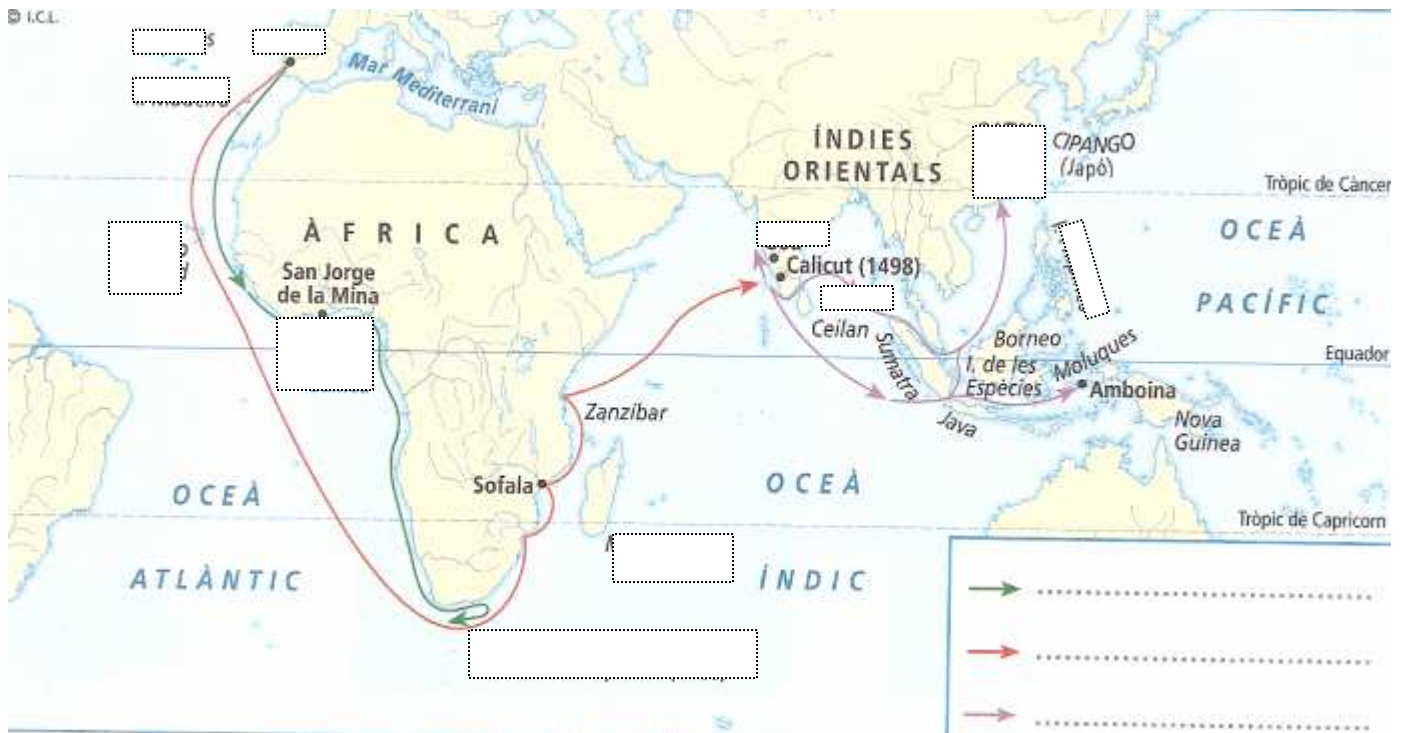 © I.C.L.
Mar Mediterrani
ÍNDIES
ORIENTALS
CIPANGO
(Japó)
Tròpic de Càncer
ÀFRICA
OCEÀ
PACÍFIC
San Jorge
de la Mina
Calicut (1498)
Ceilan
Sumatra
Borneo
I. de les
Espècies
Moluques
Equador
Amboina
Zanzíbar
Java
Nova
Guinea
Sofala
OCEÀ
ATLÀNTIC
OCEÀ
ÍNDIC
Tròpic de Capricorn